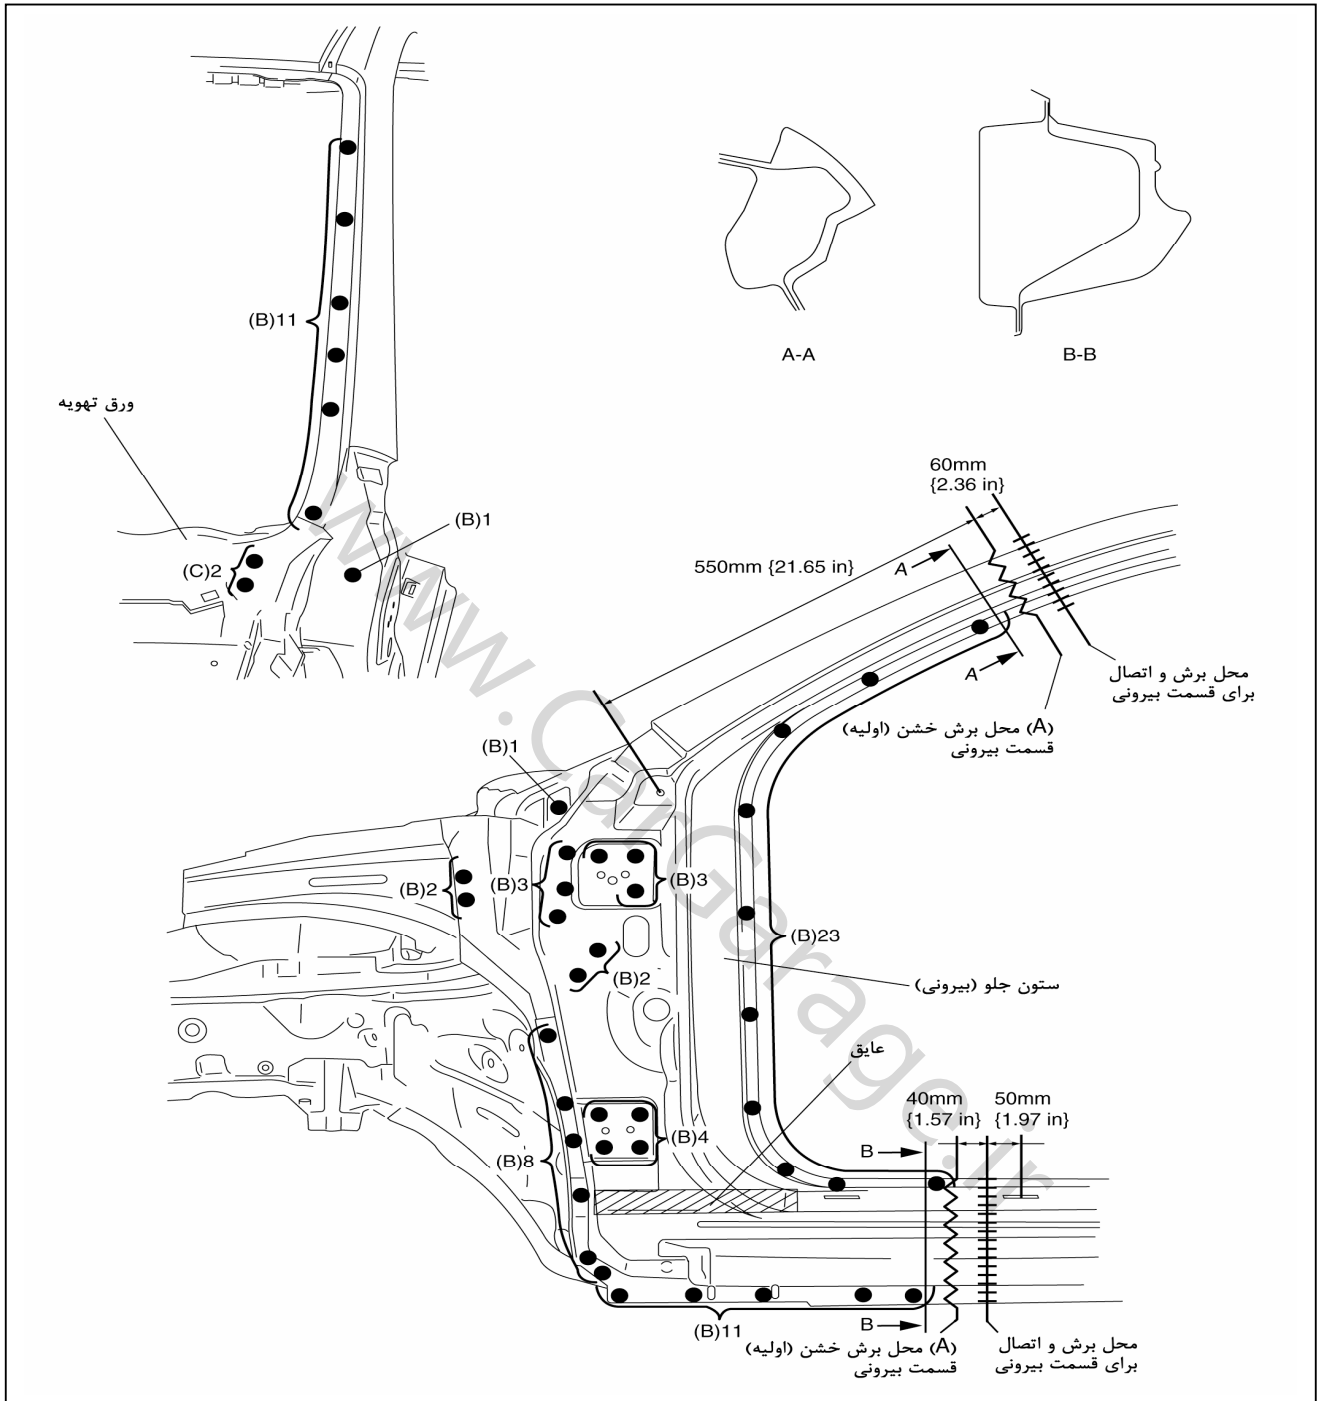 (B)11
A-A
B-B
ورق تهویه
60mm
{2.36 in}
(B)1
550mm {21.65 in}
A
(C)2
A
محل برش و اتصال
برای قسمت بیرونی
(A) محل برش خشن (اولیه)
قسمت بیرونی
(B)1
(B)2
(B)3
(B)3
(B)23
(B)2
ستون جلو (بیرونی)
عایق
40mm
{1.57 in}
50mm
{1.97 in}
(B)4
B
(B)8
B
(B)11
(A) محل برش خشن (اولیه)
قسمت بیرونی
محل برش و اتصال
برای قسمت بیرونی
www.CarGarage.ir